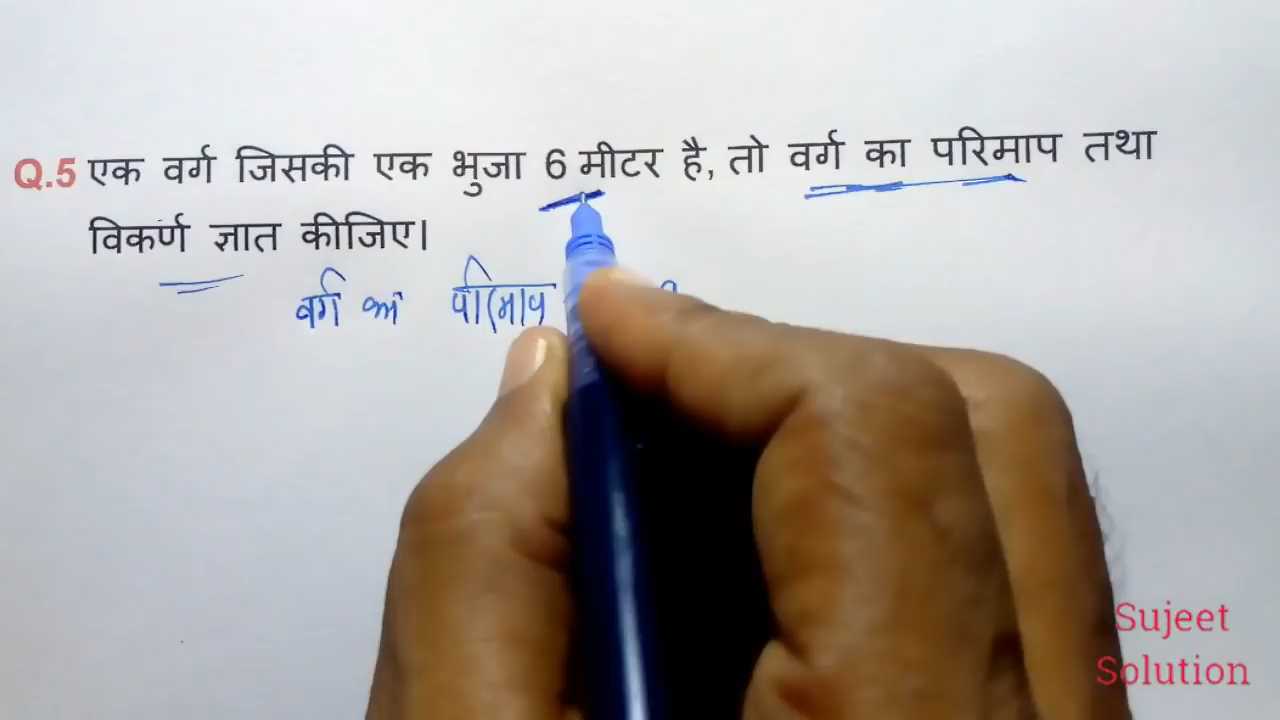 Q.5 एक वर्ग जिसकी एक भुजा 6 मीटर है, तो वर्ग का परिमाप तथा
विकर्ण ज्ञात कीजिए।
वर्ग का परिमाप
Sujeet
Solution